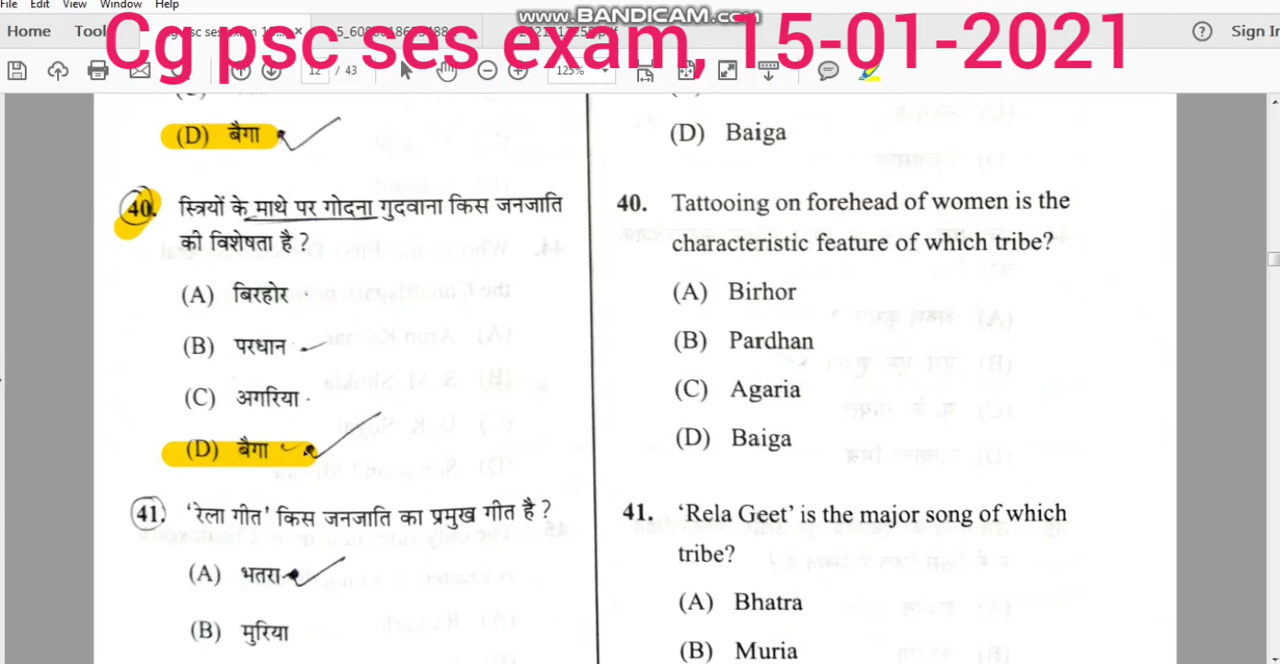 File Edit View Window Help
www.BANDICAM.com
Home
Sign In
Cg psc ses exam, 15-01-2021
12 / 43
125%
(D) बैगा
40. स्त्रियों के माथे पर गोदना गुदवाना किस जनजाति
की विशेषता है ?
(A) बिरहोर
(B) परधान
(C) अगरिया
(D) बैगा
41. 'रेला गीत' किस जनजाति का प्रमुख गीत है ?
(A) भतरा
(B) मुरिया
(D) Baiga
40. Tattooing on forehead of women is the
characteristic feature of which tribe?
(A) Birhor
(B) Pardhan
(C) Agaria
(D) Baiga
41. 'Rela Geet' is the major song of which
tribe?
(A) Bhatra
(B) Muria